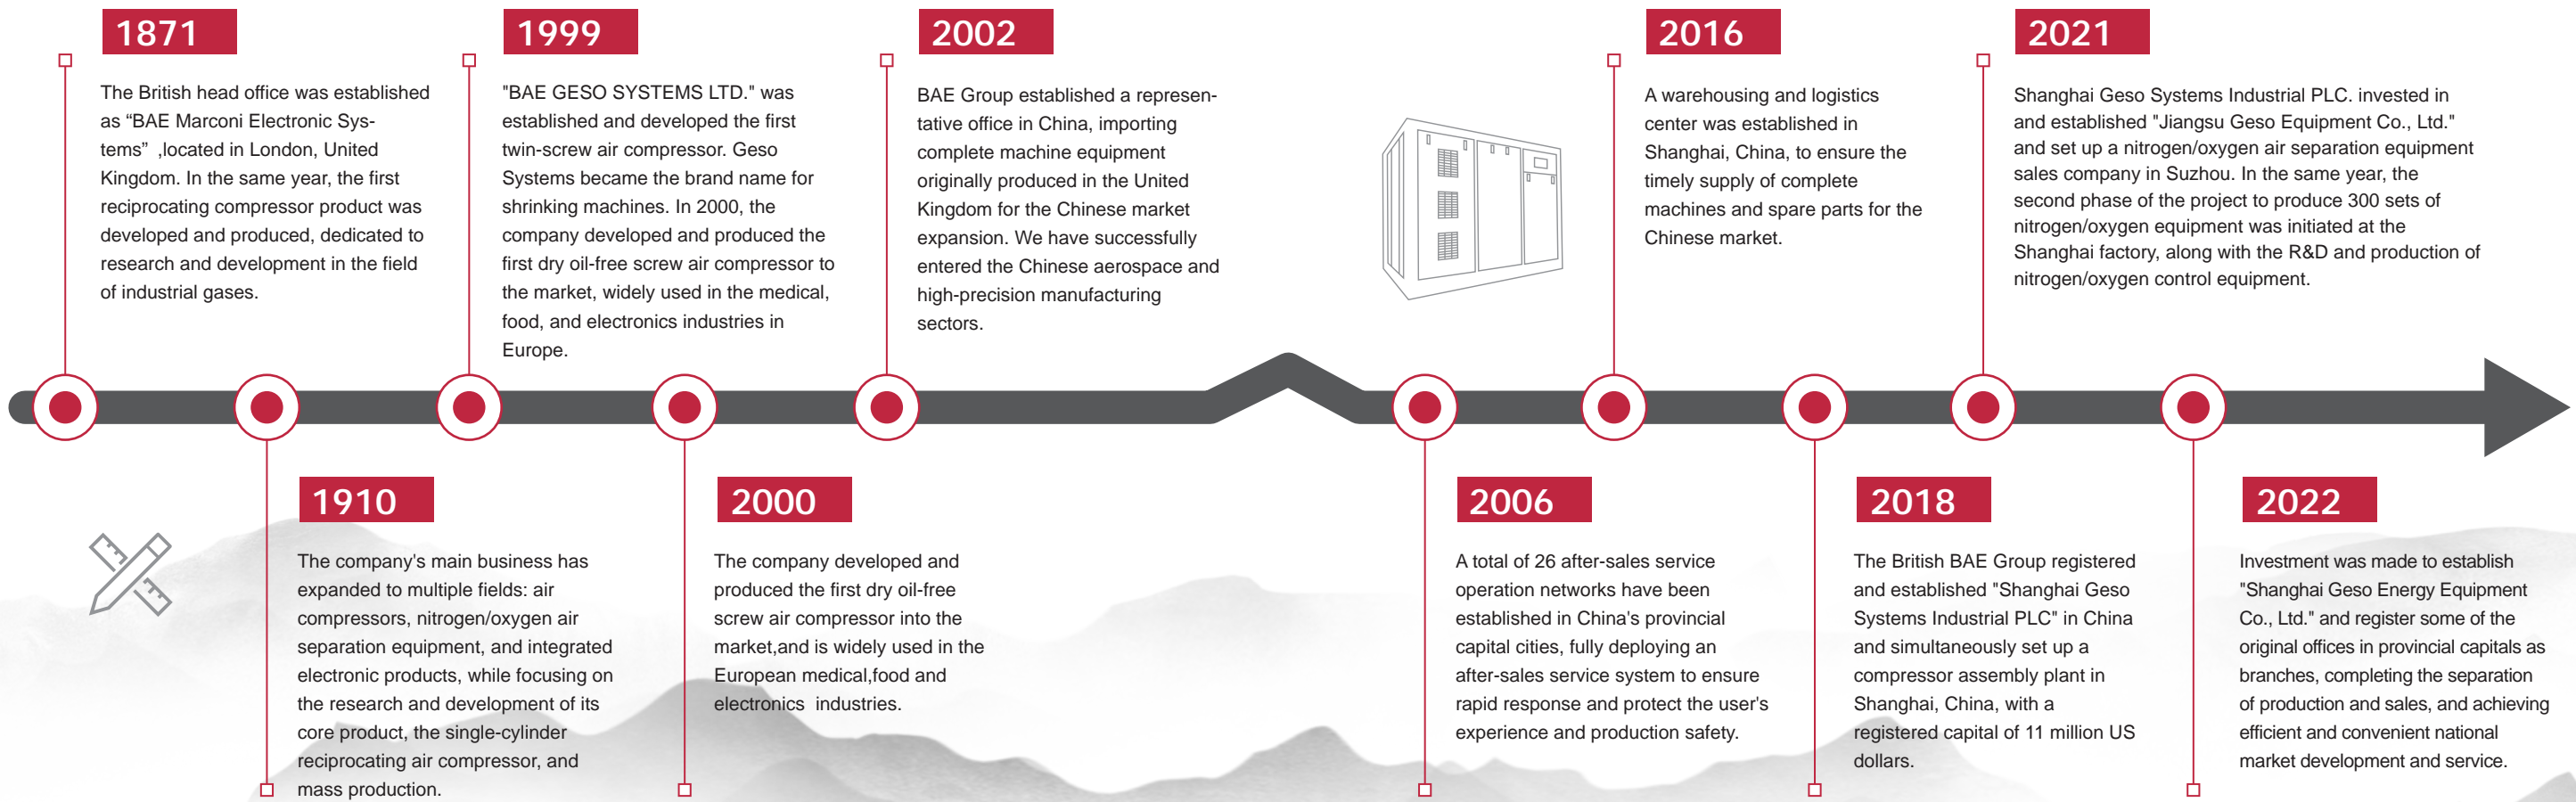 1871
The British head office was established
as “BAE Marconi Electronic Sys-
tems” ,located in London, United
Kingdom. In the same year, the first
reciprocating compressor product was
developed and produced, dedicated to
research and development in the field
of industrial gases.
1999
"BAE GESO SYSTEMS LTD." was
established and developed the first
twin-screw air compressor. Geso
Systems became the brand name for
shrinking machines. In 2000, the
company developed and produced the
first dry oil-free screw air compressor to
the market, widely used in the medical,
food, and electronics industries in
Europe.
2002
BAE Group established a represen-
tative office in China, importing
complete machine equipment
originally produced in the United
Kingdom for the Chinese market
expansion. We have successfully
entered the Chinese aerospace and
high-precision manufacturing
sectors.
2016
A warehousing and logistics
center was established in
Shanghai, China, to ensure the
timely supply of complete
machines and spare parts for the
Chinese market.
2021
Shanghai Geso Systems Industrial PLC. invested in
and established "Jiangsu Geso Equipment Co., Ltd."
and set up a nitrogen/oxygen air separation equipment
sales company in Suzhou. In the same year, the
second phase of the project to produce 300 sets of
nitrogen/oxygen equipment was initiated at the
Shanghai factory, along with the R&D and production of
nitrogen/oxygen control equipment.
1910
The company's main business has
expanded to multiple fields: air
compressors, nitrogen/oxygen air
separation equipment, and integrated
electronic products, while focusing on
the research and development of its
core product, the single-cylinder
reciprocating air compressor, and
mass production.
2000
The company developed and
produced the first dry oil-free
screw air compressor into the
market,and is widely used in the
European medical,food and
electronics  industries.
2006
A total of 26 after-sales service
operation networks have been
established in China's provincial
capital cities, fully deploying an
after-sales service system to ensure
rapid response and protect the user's
experience and production safety.
2018
The British BAE Group registered
and established "Shanghai Geso
Systems Industrial PLC" in China
and simultaneously set up a
compressor assembly plant in
Shanghai, China, with a
registered capital of 11 million US
dollars.
2022
Investment was made to establish
"Shanghai Geso Energy Equipment
Co., Ltd." and register some of the
original offices in provincial capitals as
branches, completing the separation
of production and sales, and achieving
efficient and convenient national
market development and service.